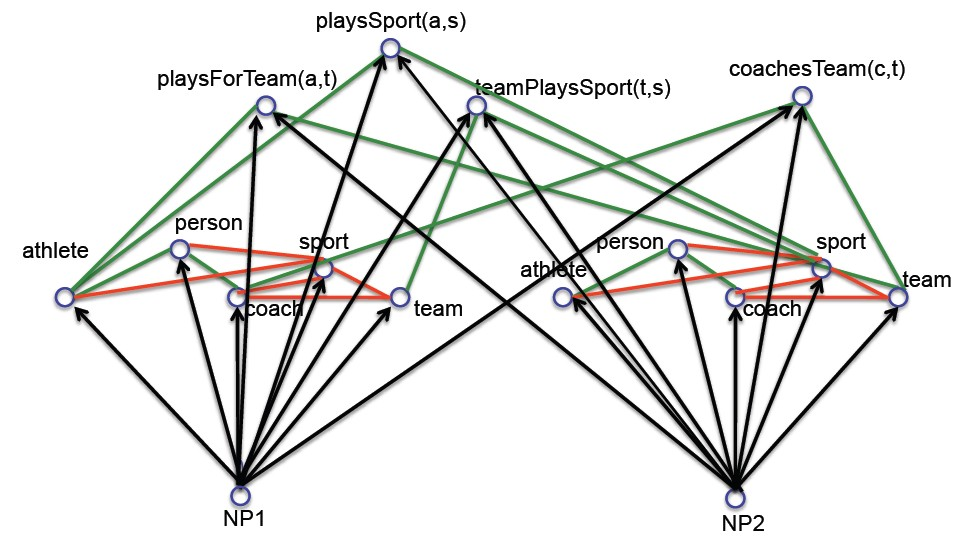 playsSport(a,s)
playsForTeam(a,t)
teamPlaysSport(t,s)
coachesTeam(c,t)
person
sport
athlete
coach
team
person
sport
athlete
team
coach
NP1
NP2